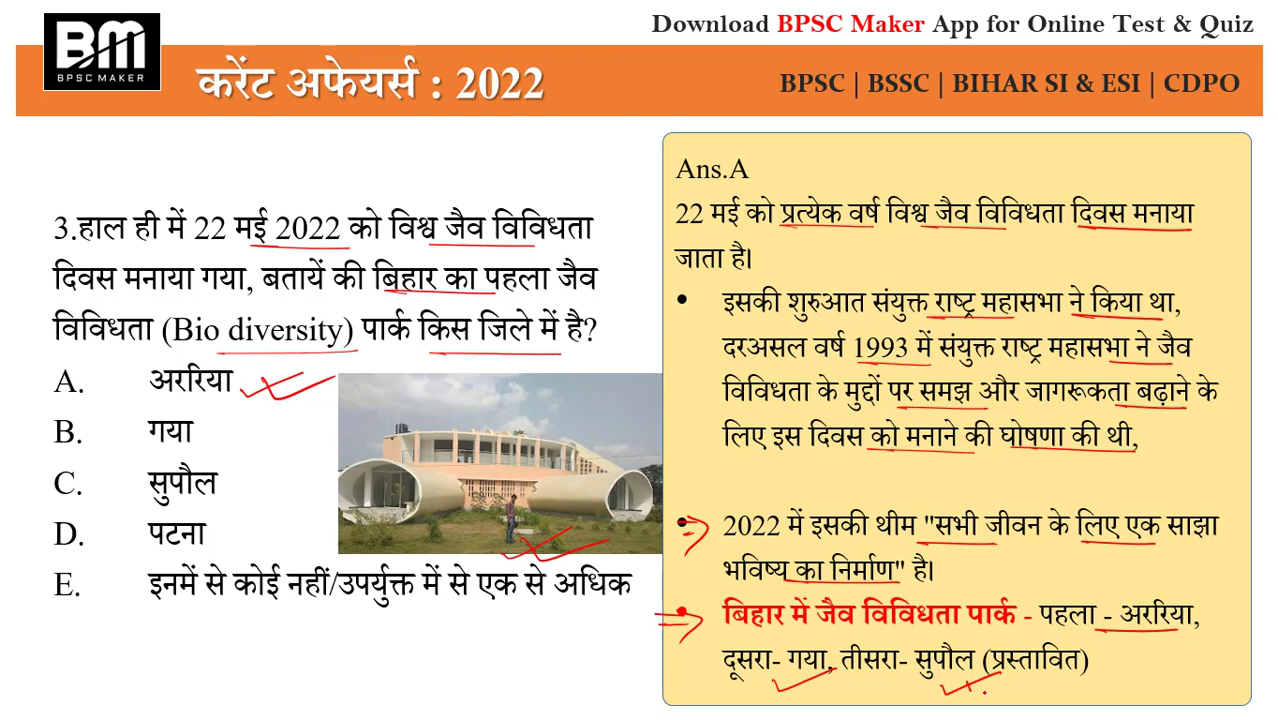 Download BPSC Maker App for Online Test & Quiz
BM
BPSC MAKER
करेंट अफेयर्स : 2022
BPSC | BSSC | BIHAR SI & ESI | CDPO
3.हाल ही में 22 मई 2022 को विश्व जैव विविधता
दिवस मनाया गया, बतायें की बिहार का पहला जैव
विविधता (Bio diversity) पार्क किस जिले में है?
A. अररिया
B. गया
C. सुपौल
D. पटना
E. इनमें से कोई नहीं/उपर्युक्त में से एक से अधिक
Ans.A
22 मई को प्रत्येक वर्ष विश्व जैव विविधता दिवस मनाया
जाता है।
• इसकी शुरुआत संयुक्त राष्ट्र महासभा ने किया था,
दरअसल वर्ष 1993 में संयुक्त राष्ट्र महासभा ने जैव
विविधता के मुद्दों पर समझ और जागरूकता बढ़ाने के
लिए इस दिवस को मनाने की घोषणा की थी,
• 2022 में इसकी थीम "सभी जीवन के लिए एक साझा
भविष्य का निर्माण" है।
• बिहार में जैव विविधता पार्क - पहला - अररिया,
दूसरा- गया, तीसरा- सुपौल (प्रस्तावित)